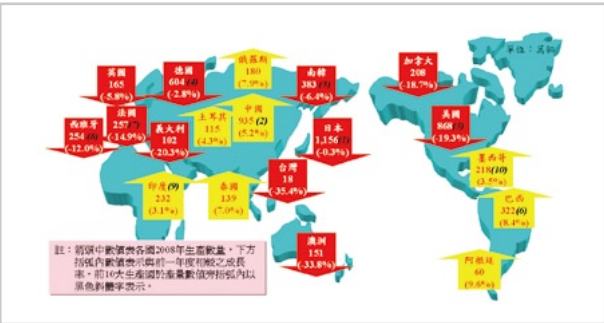 單位：萬輛
俄羅斯
180
(7.9%)
英國
165
(-5.8%)
德國
604(4)
(-2.8%)
南韓
383(5)
(-6.4%)
加拿大
208
(-18.7%)
法國
257(7)
(-14.9%)
西班牙
254(8)
(-12.0%)
義大利
102
(-20.3%)
土耳其
115
(4.3%)
中國
935(2)
(5.2%)
日本
1,156(1)
(-0.3%)
美國
868(3)
(-19.3%)
台灣
18
(-35.4%)
墨西哥
218(10)
(3.5%)
印度(9)
232
(3.1%)
泰國
139
(7.0%)
巴西
322(6)
(8.4%)
澳洲
151
(-33.8%)
阿根廷
60
(9.6%)
註：箭頭中數值表各國2008年生產數量，下方
括弧內數值表示與前一年度相較之成長
率，前10大生產國於產量數值旁括弧內以
黑色斜體字表示。